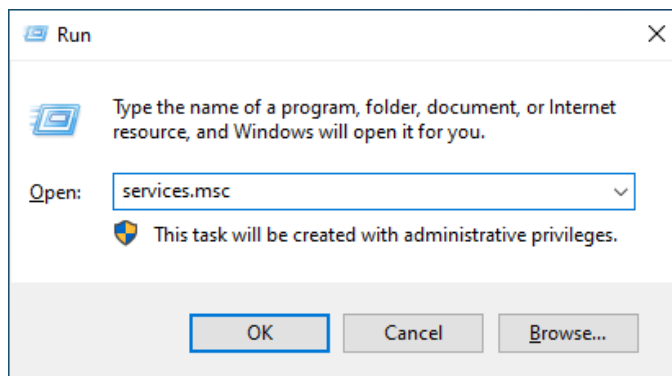 Run
Type the name of a program, folder, document, or Internet
resource, and Windows will open it for you.
Open: services.msc
This task will be created with administrative privileges.
OK Cancel Browse...